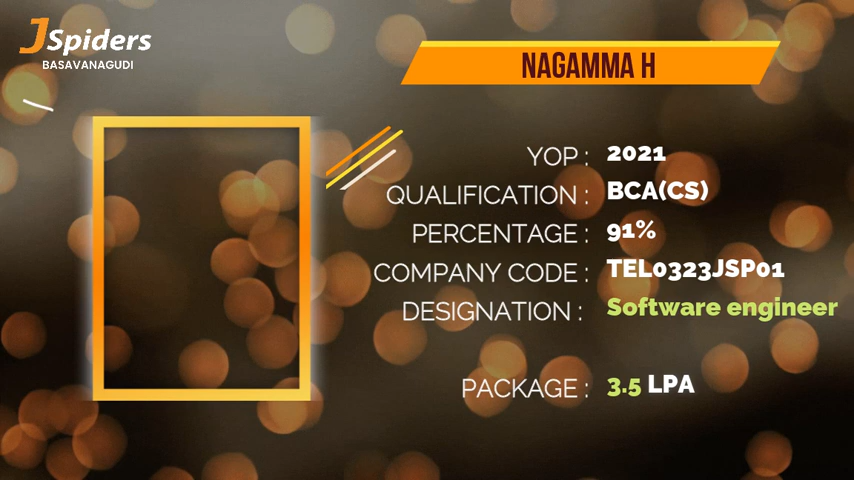 JSpiders
BASAVANAGUDI
NAGAMMA H
YOP : 2021
QUALIFICATION : BCA(CS)
PERCENTAGE : 91%
COMPANY CODE : TEL0323JSP01
DESIGNATION : Software engineer
PACKAGE : 3.5 LPA